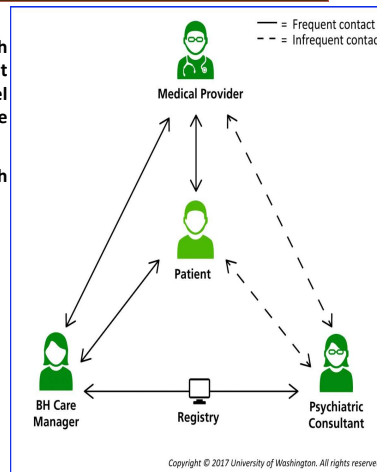 h
t
el
e
h
= Frequent contact
= Infrequent contac
Medical Provider
Patient
BH Care
Manager
Registry
Psychiatric
Consultant
Copyright © 2017 University of Washington. All rights reserve